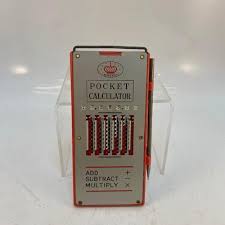 POCKET
CALCULATOR
ADD +
SUBTRACT −
MULTIPLY ×